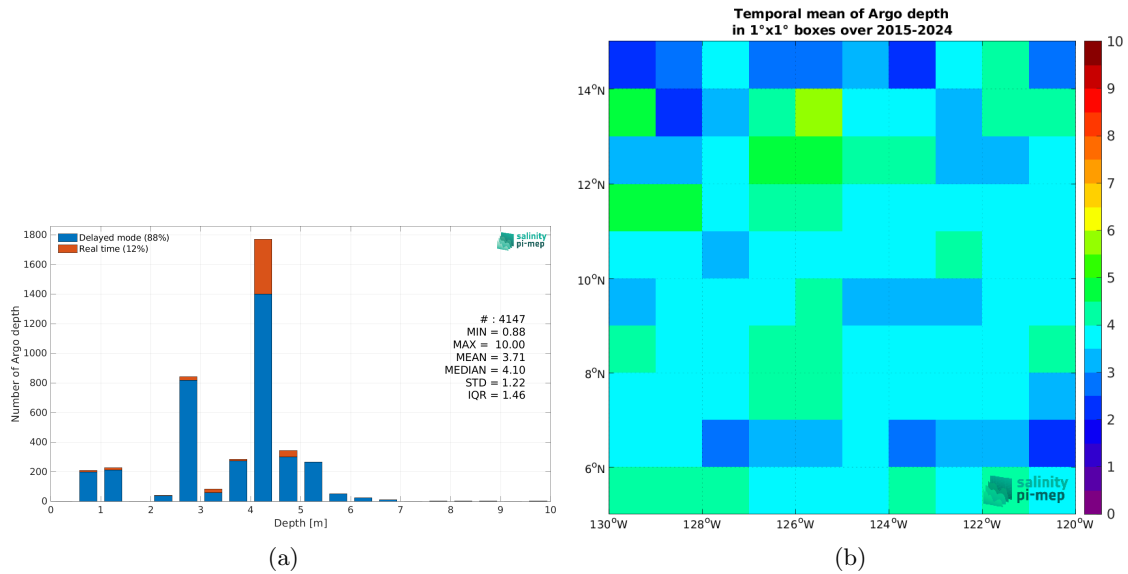 1800
1600
1400
1200
1000
800
600
400
200
0
Number of Argo depth
Delayed mode (88%)
Real time (12%)
salinity
pi-mep
# : 4147
MIN = 0.88
MAX = 10.00
MEAN = 3.71
MEDIAN = 4.10
STD = 1.22
IQR = 1.46
0 1 2 3 4 5 6 7 8 9 10
Depth [m]
(a)
Temporal mean of Argo depth
in 1°x1° boxes over 2015-2024
14°N
12°N
10°N
8°N
6°N
130°W 128°W 126°W 124°W 122°W 120°W
salinity
pi-mep
10
9
8
7
6
5
4
3
2
1
0
(b)